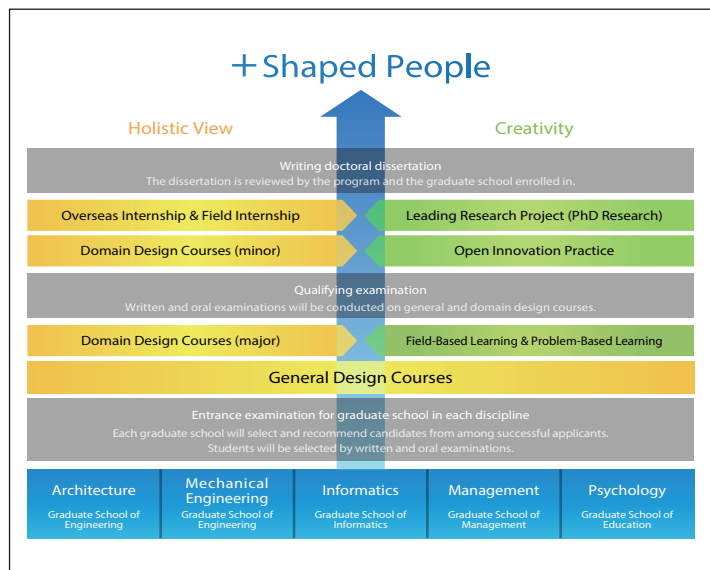 +Shaped People
Holistic View
Creativity
Writing doctoral dissertation
The dissertation is reviewed by the program and the graduate school enrolled in.
Overseas Internship & Field Internship
Leading Research Project (PhD Research)
Domain Design Courses (minor)
Open Innovation Practice
Qualifying examination
Written and oral examinations will be conducted on general and domain design courses.
Domain Design Courses (major)
Field-Based Learning & Problem-Based Learning
General Design Courses
Entrance examination for graduate school in each discipline
Each graduate school will select and recommend candidates from among successful applicants.
Students will be selected by written and oral examinations.
Architecture
Graduate School of
Engineering
Mechanical
Engineering
Graduate School of
Engineering
Informatics
Graduate School of
Informatics
Management
Graduate School of
Management
Psychology
Graduate School of
Education